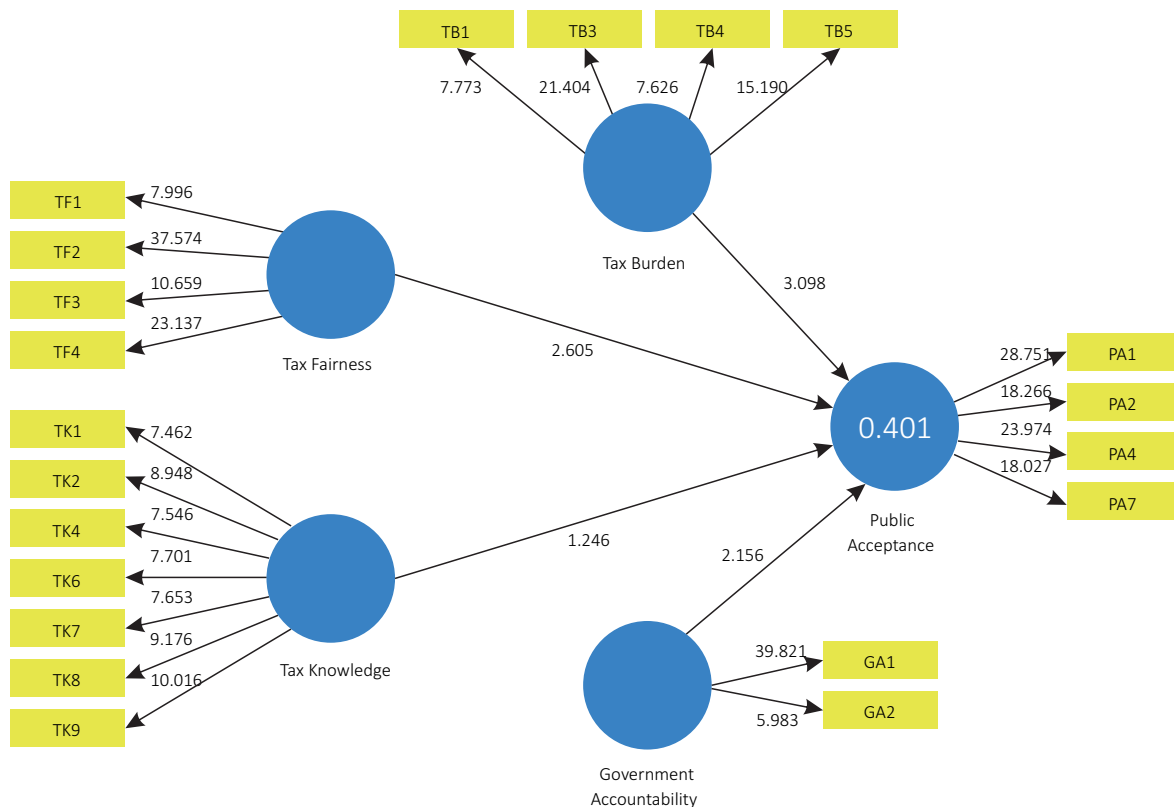 TB1
TB3
TB4
TB5
7.773
21.404
7.626
15.190
Tax Burden
TF1
TF2
TF3
TF4
7.996
37.574
10.659
23.137
Tax Fairness
3.098
2.605
TK1
TK2
TK4
TK6
TK7
TK8
TK9
7.462
8.948
7.546
7.701
7.653
9.176
10.016
Tax Knowledge
1.246
0.401
Public
Acceptance
28.751
18.266
23.974
18.027
PA1
PA2
PA4
PA7
2.156
39.821
5.983
GA1
GA2
Government
Accountability